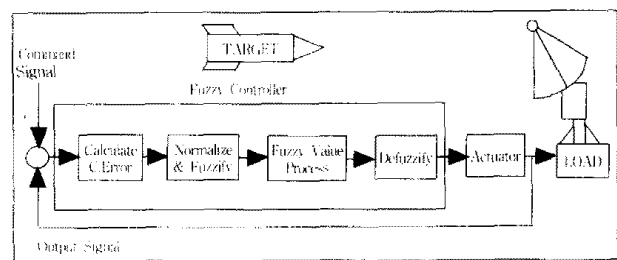 TARGET
Command
Signal
Fuzzy Controller
Calculate
C.Error
Normalize
& Fuzzify
Fuzzy Value
Process
Defuzzify
Actuator
LOAD
Output Signal